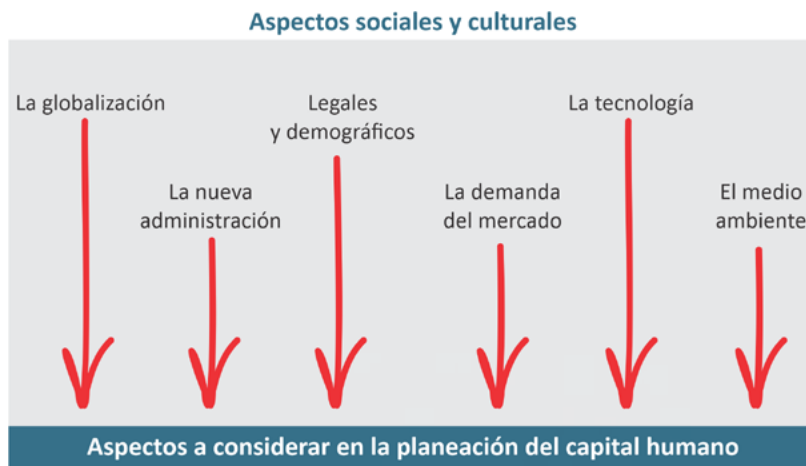 Aspectos sociales y culturales
La globalización
Legales
y demográficos
La tecnología
La nueva
administración
La demanda
del mercado
El medio
ambiente
Aspectos a considerar en la planeación del capital humano